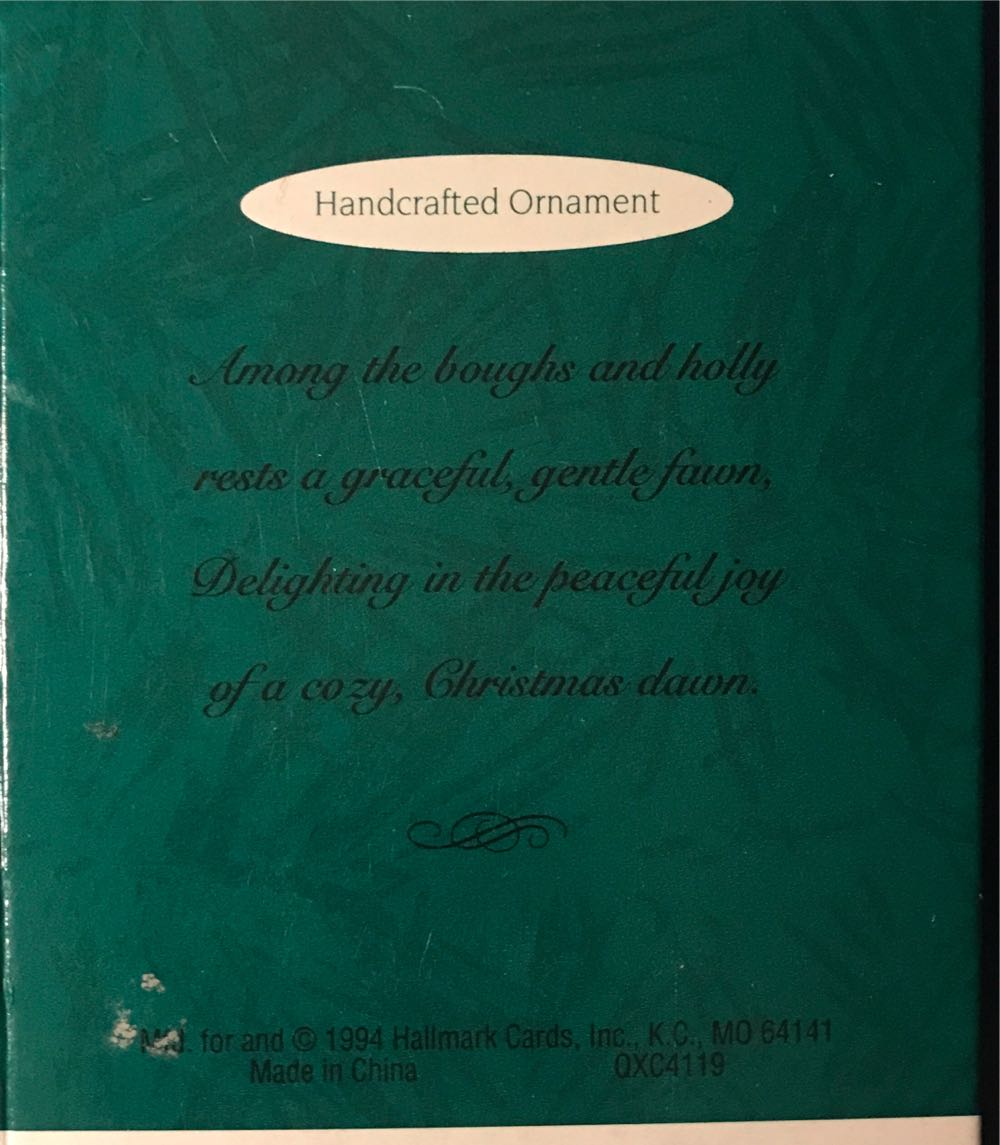 Handcrafted Ornament
Among the boughs and holly
rests a graceful, gentle fawn,
Delighting in the peaceful joy
of a cozy, Christmas dawn.
for and © 1994 Hallmark Cards, Inc., K.C., MO 64141
Made in China QXC4119